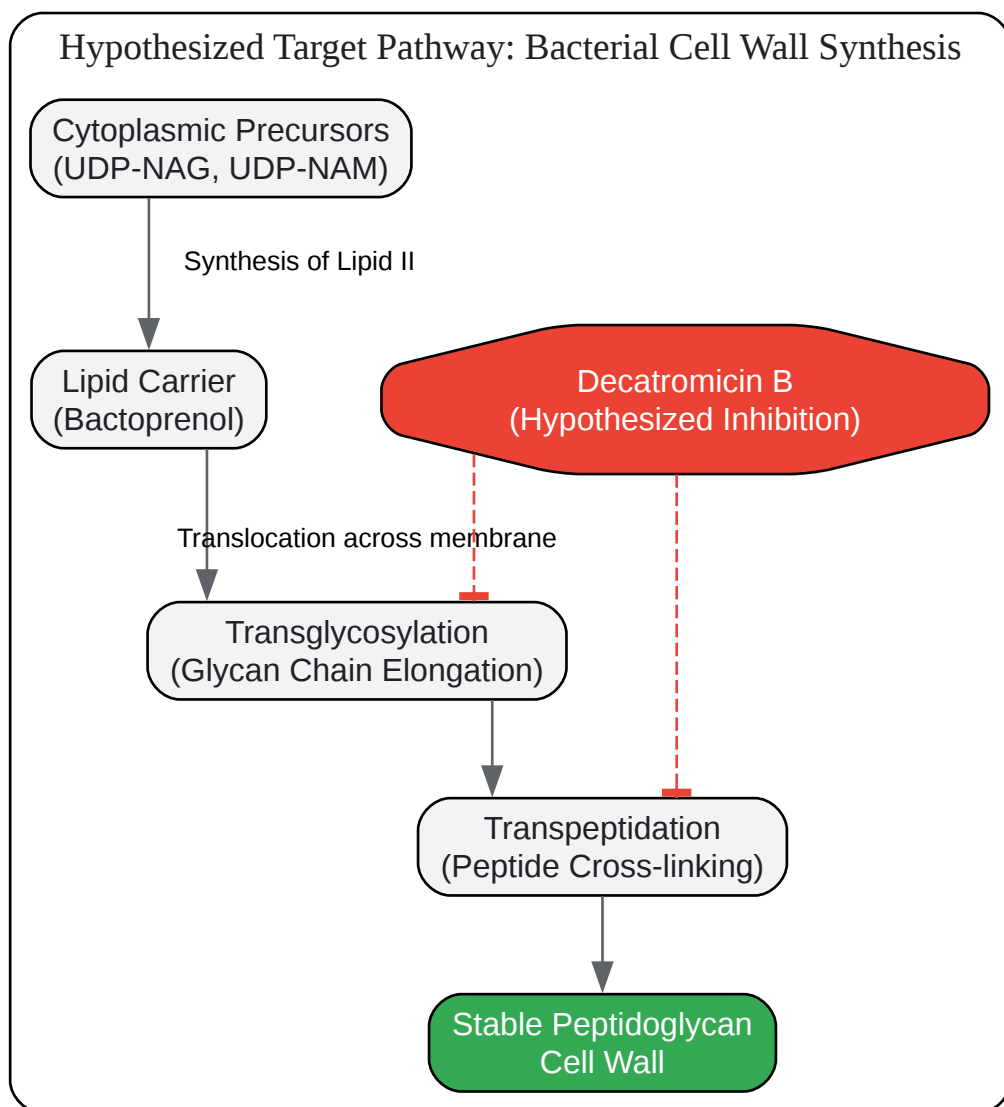 Hypothesized Target Pathway: Bacterial Cell Wall Synthesis
Cytoplasmic Precursors
(UDP-NAG, UDP-NAM)
Synthesis of Lipid II
Lipid Carrier
(Bactoprenol)
Decatromicin B
(Hypothesized Inhibition)
Translocation across membrane
Transglycosylation
(Glycan Chain Elongation)
Transpeptidation
(Peptide Cross-linking)
Stable Peptidoglycan
Cell Wall